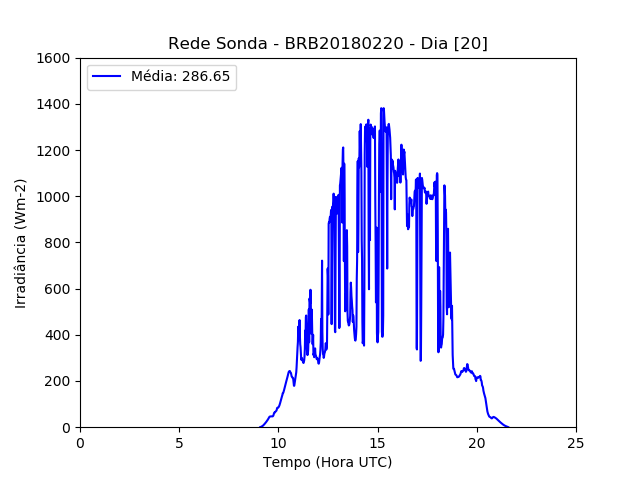 Rede Sonda - BRB20180220 - Dia [20]
Média: 286.65
Irradiância (Wm-2)
1600
1400
1200
1000
800
600
400
200
0
0 5 10 15 20 25
Tempo (Hora UTC)